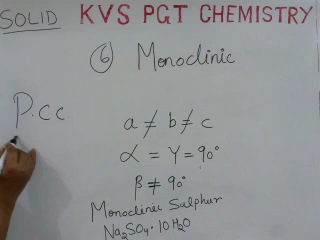 SOLID KVS PGT CHEMISTRY
⑥ Monoclinic
P.CC
a ≠ b ≠ c
α = γ = 90°
β ≠ 90°
Monoclinic Sulphur
Na₂SO₄·10H₂O